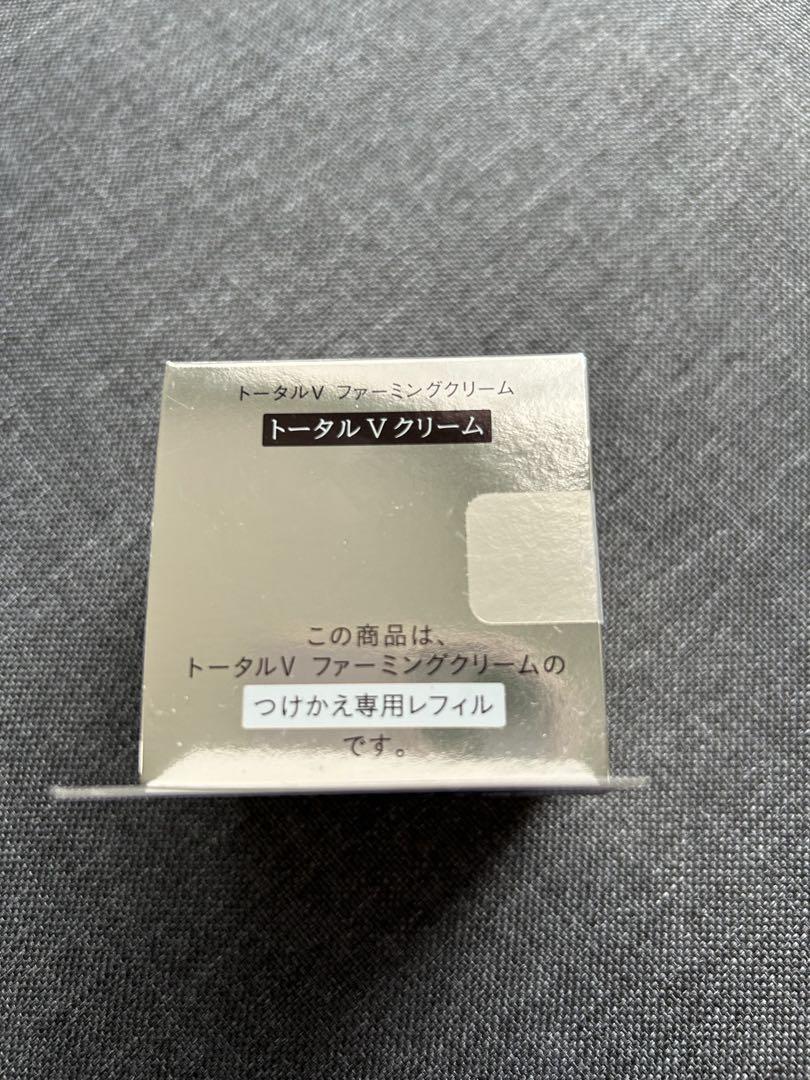 トータルV ファーミングクリーム
トータルVクリーム
この商品は、
トータルV ファーミングクリームの
つけかえ専用レフィル
です。